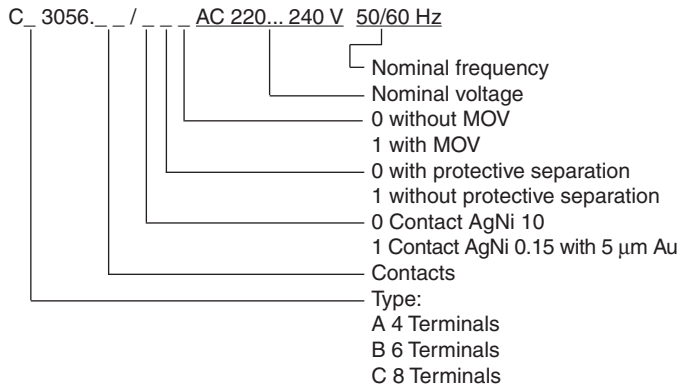 C_ 3056._ _ / _ _ _ AC 220... 240 V 50/60 Hz
Nominal frequency
Nominal voltage
0 without MOV
1 with MOV
0 with protective separation
1 without protective separation
0 Contact AgNi 10
1 Contact AgNi 0.15 with 5 μm Au
Contacts
Type:
A 4 Terminals
B 6 Terminals
C 8 Terminals